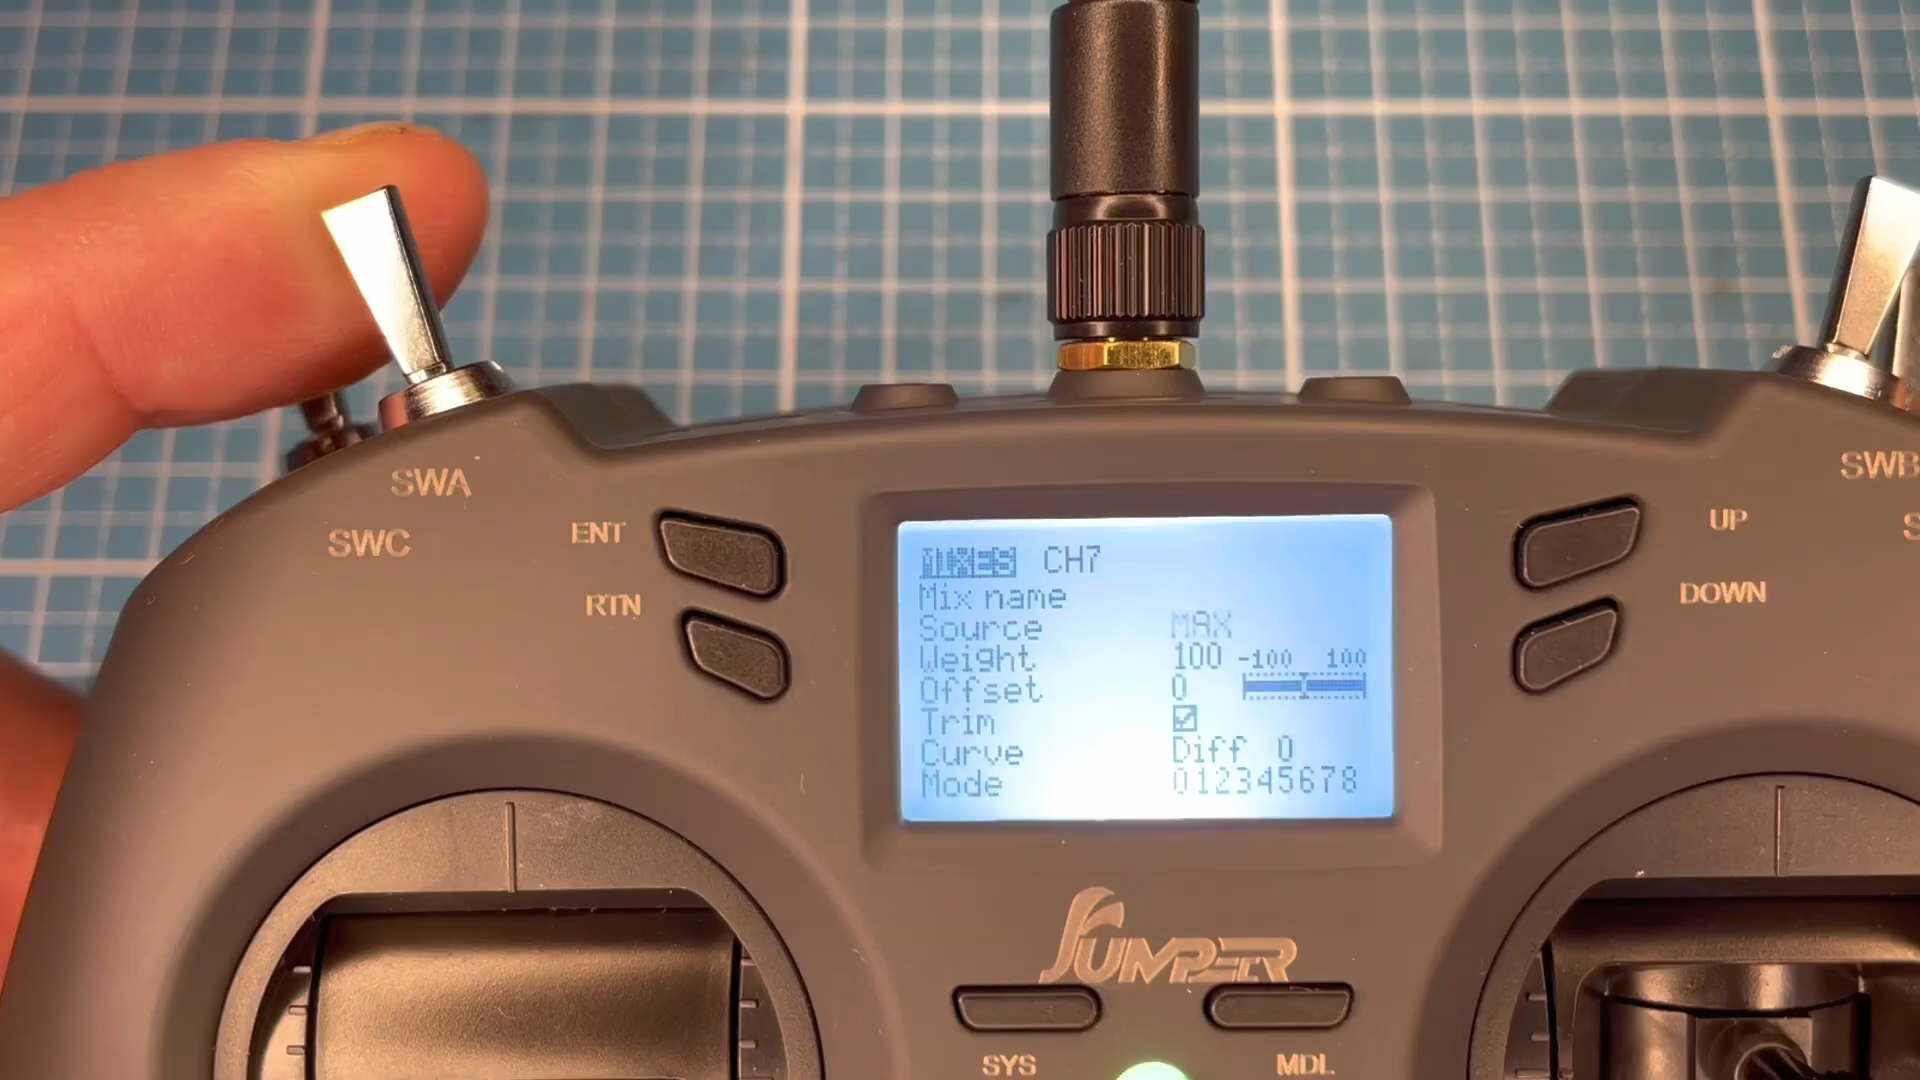 SWA
SWB
SWC
ENT
UP
RTN
DOWN
MIXES CH7
Mix name
Source MAX
Weight 100 -100 100
Offset 0
Trim
Curve Diff 0
Mode 012345678
JUMPER
SYS
MDL